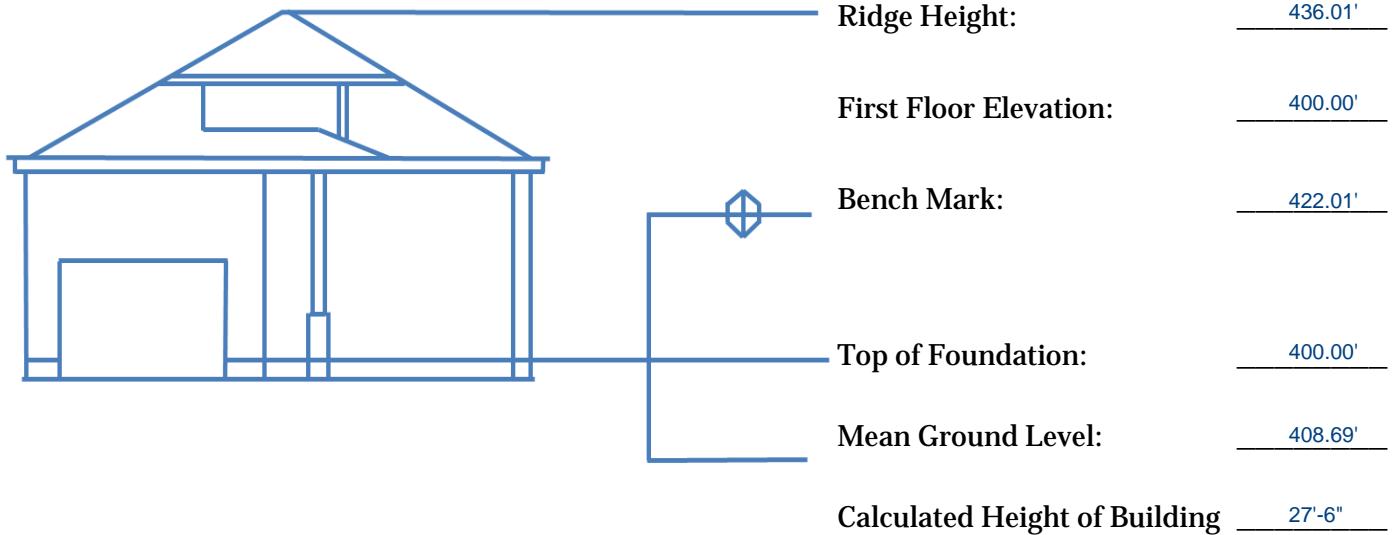 Ridge Height: 436.01'
First Floor Elevation: 400.00'
Bench Mark: 422.01'
Top of Foundation: 400.00'
Mean Ground Level: 408.69'
Calculated Height of Building 27'-6"